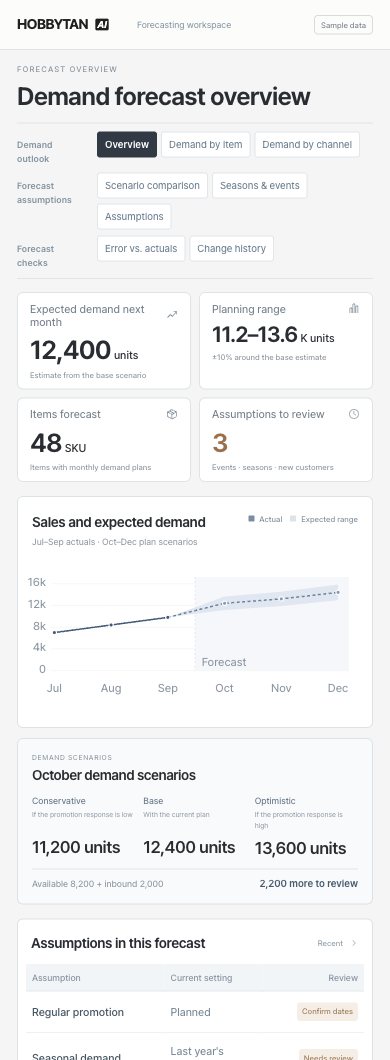 HOBBYTAN AI
Forecasting workspace
Sample data
FORECAST OVERVIEW
Demand forecast overview
Demand outlook
Overview
Demand by item
Demand by channel
Forecast assumptions
Scenario comparison
Seasons & events
Assumptions
Forecast checks
Error vs. actuals
Change history
Expected demand next month
12,400 units
Estimate from the base scenario
Planning range
11.2–13.6 K units
±10% around the base estimate
Items forecast
48 SKU
Items with monthly demand plans
Assumptions to review
3
Events · seasons · new customers
Sales and expected demand
Actual
Expected range
Jul–Sep actuals · Oct–Dec plan scenarios
16k
12k
8k
4k
0
Forecast
Jul
Aug
Sep
Oct
Nov
Dec
DEMAND SCENARIOS
October demand scenarios
Conservative
If the promotion response is low
11,200 units
Base
With the current plan
12,400 units
Optimistic
If the promotion response is high
13,600 units
Available 8,200 + inbound 2,000
2,200 more to review
Assumptions in this forecast
Recent
Assumption
Current setting
Review
Regular promotion
Planned
Confirm dates
Seasonal demand
Last year's
Needs review